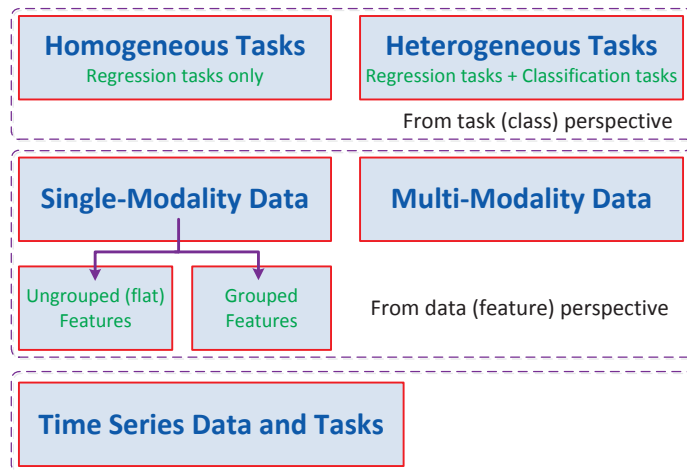 Homogeneous Tasks
Regression tasks only
Heterogeneous Tasks
Regression tasks + Classification tasks
From task (class) perspective
Single-Modality Data
Multi-Modality Data
Ungrouped (flat)
Features
Grouped
Features
From data (feature) perspective
Time Series Data and Tasks